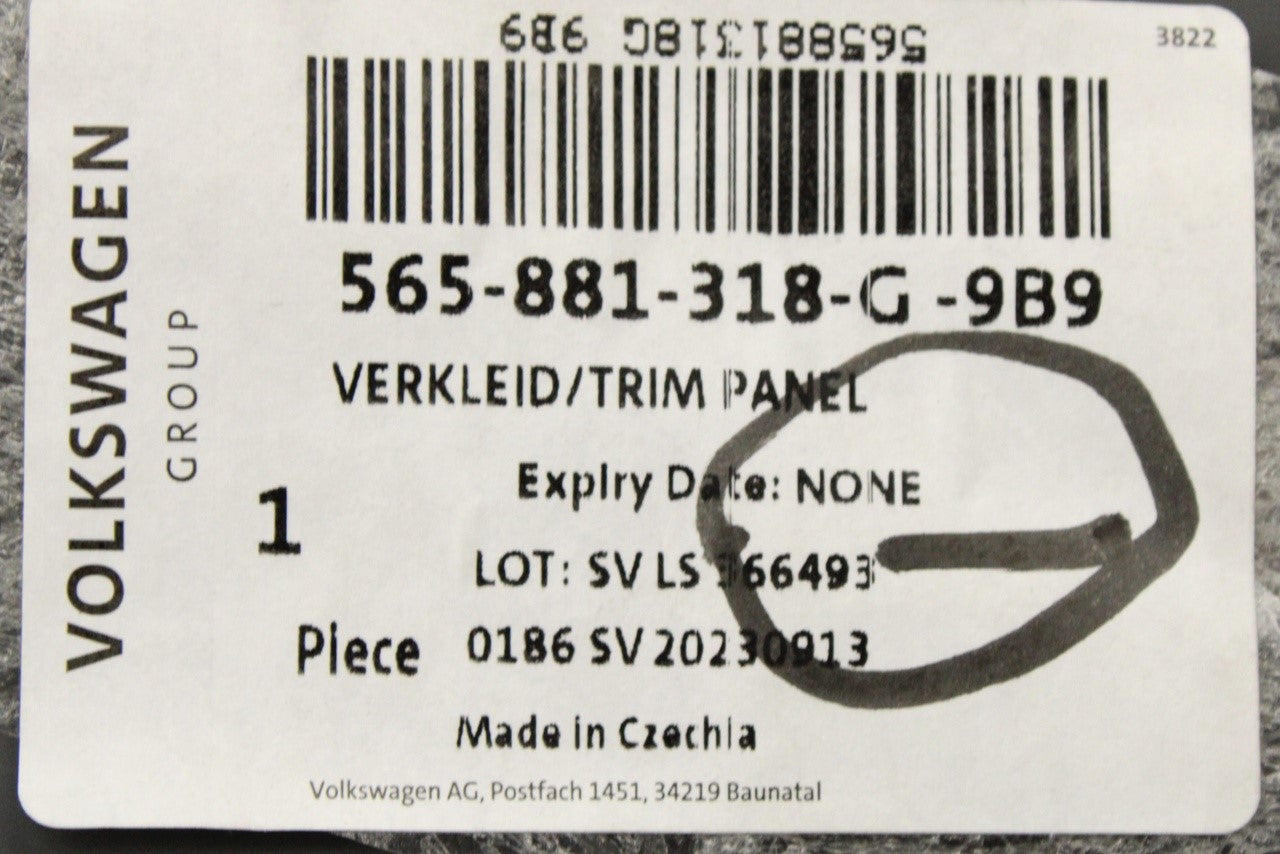 565881318G 9B9
3822
565-881-318-G -9B9
VERKLEID/TRIM PANEL
Expiry Date: NONE
1
LOT: SV LS 366493
Piece
0186 SV 20230913
Made in Czechia
Volkswagen AG, Postfach 1451, 34219 Baunatal
VOLKSWAGEN
GROUP